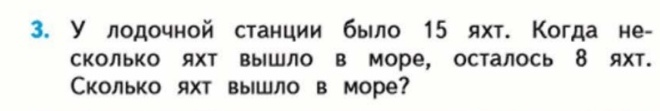 3. У лодочной станции было 15 яхт. Когда не-
сколько яхт вышло в море, осталось 8 яхт.
Сколько яхт вышло в море?